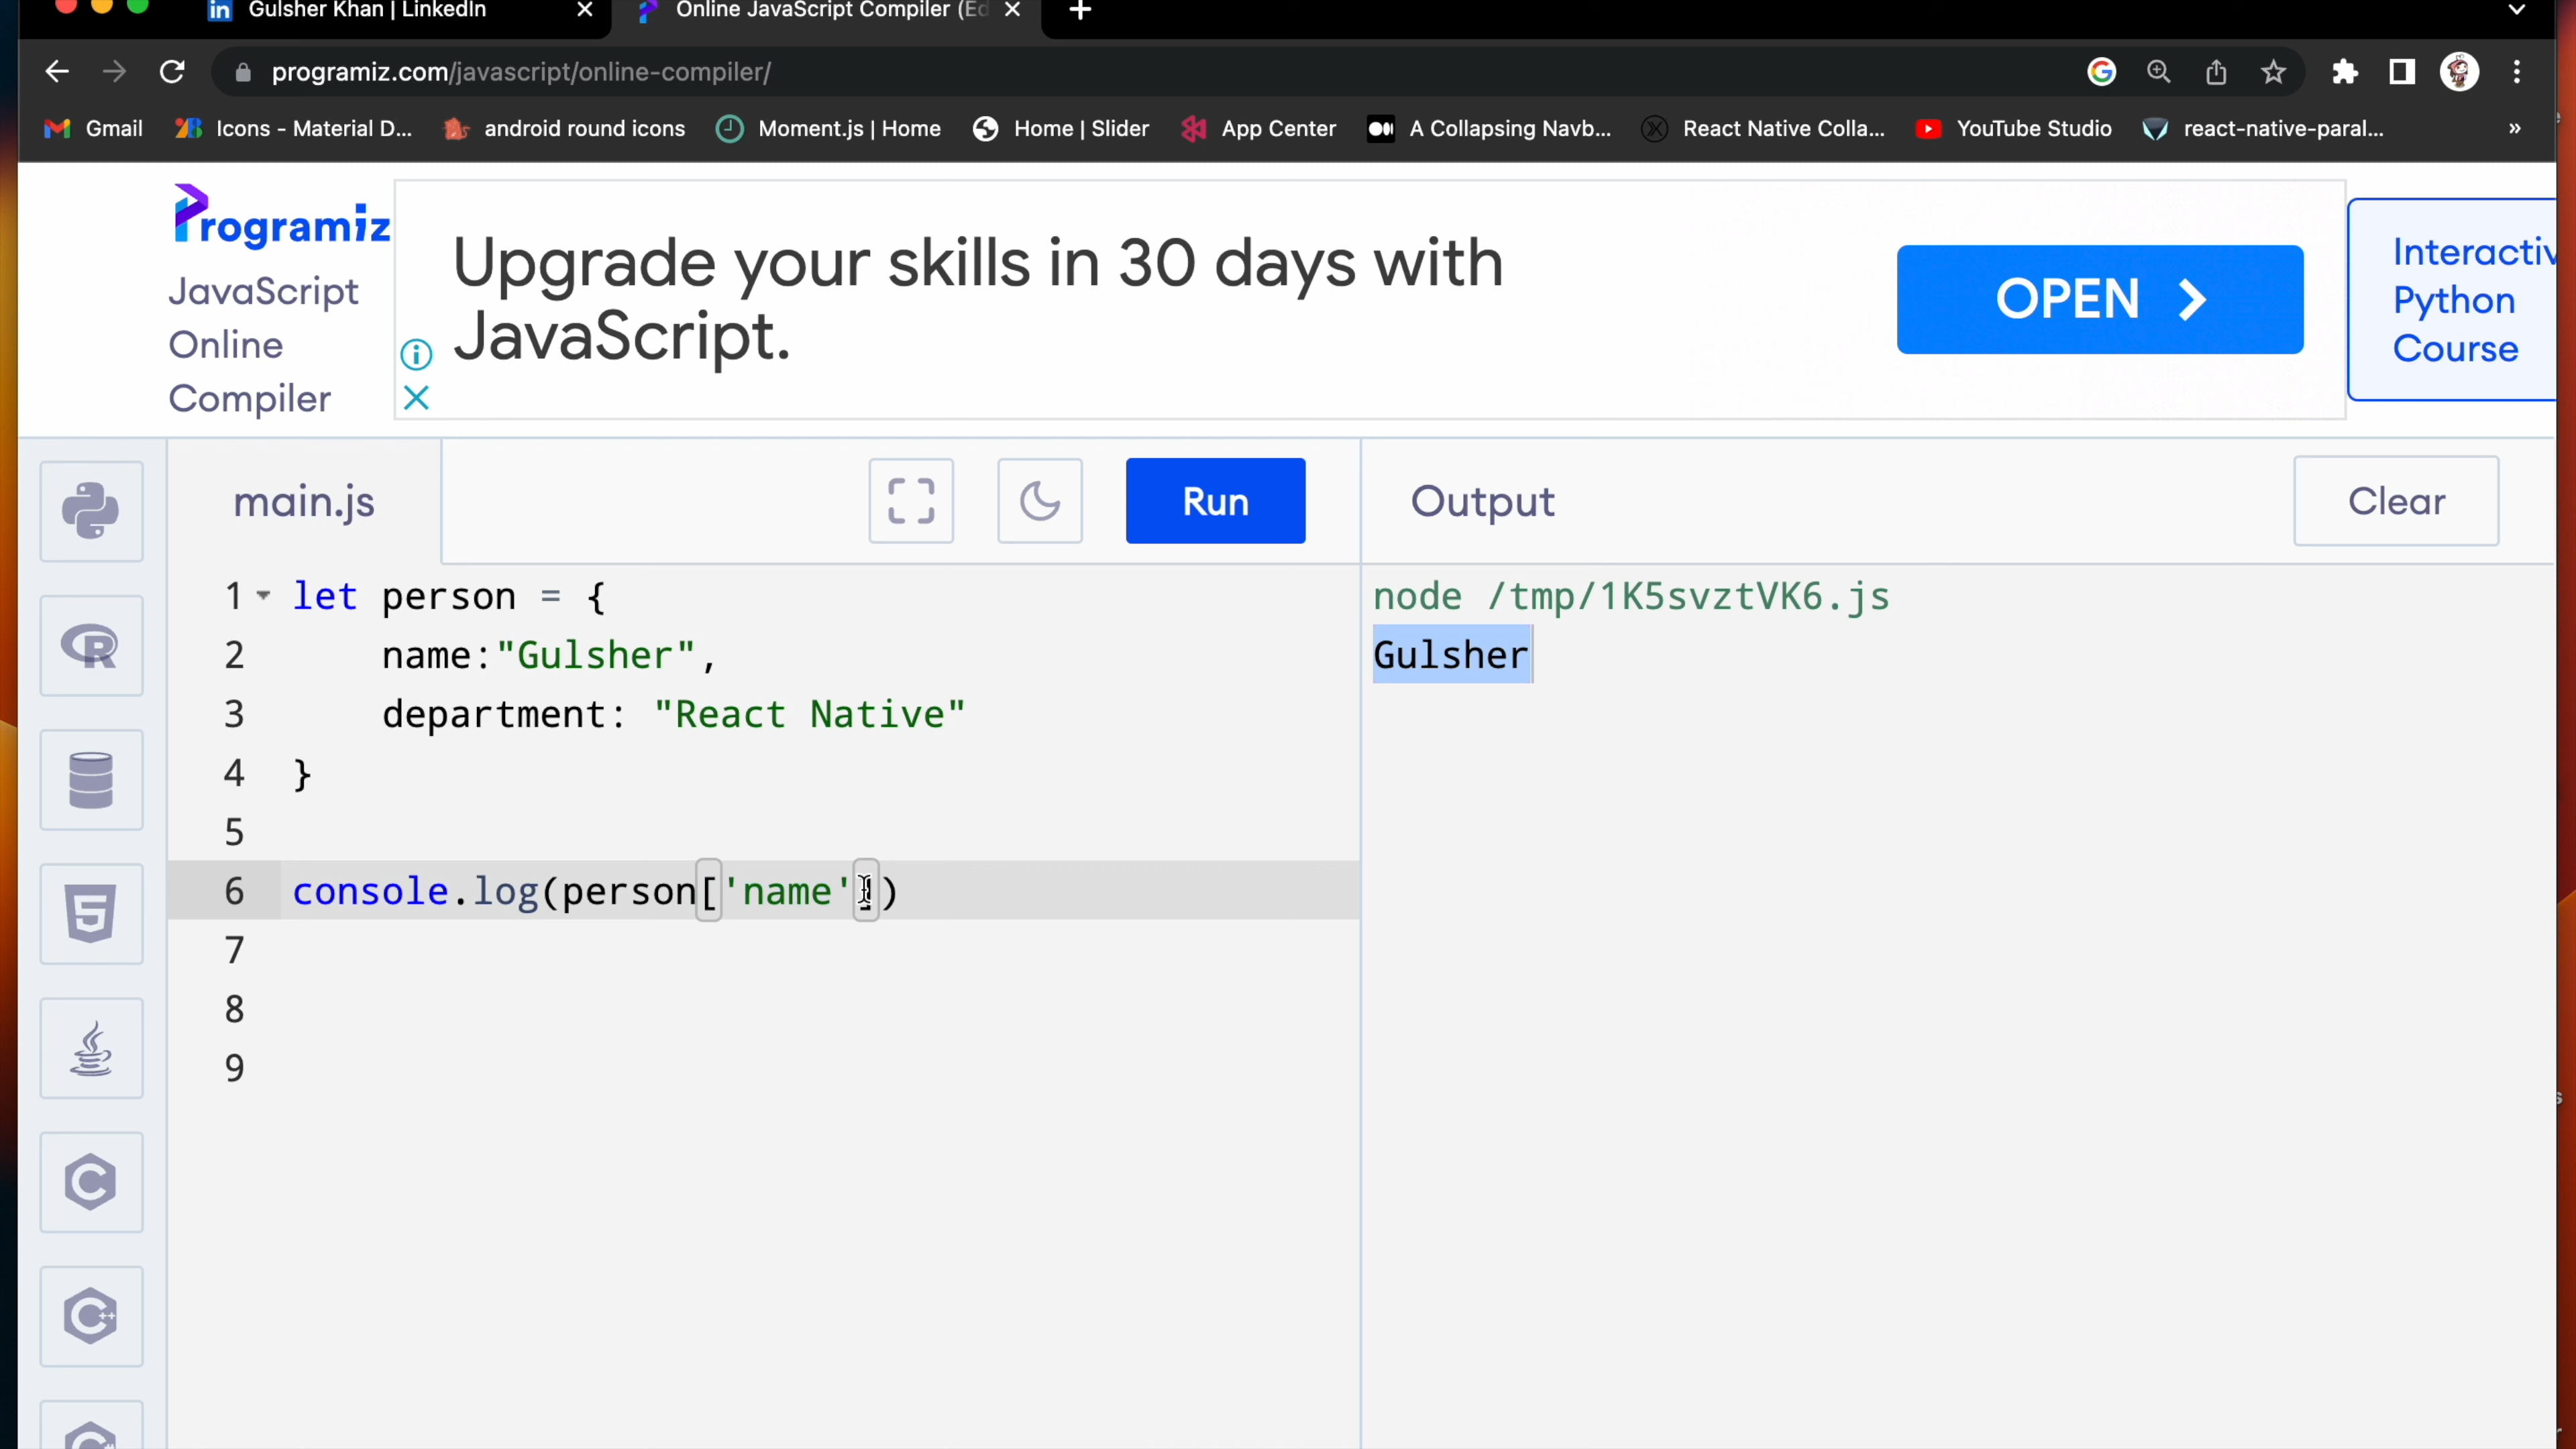 Gulsher Khan | LinkedIn
Online JavaScript Compiler (Ed
programiz.com/javascript/online-compiler/
Gmail
Icons - Material D...
android round icons
Moment.js | Home
Home | Slider
App Center
A Collapsing Navb...
React Native Colla...
YouTube Studio
react-native-paral...
»
Programiz
JavaScript
Online
Compiler
Upgrade your skills in 30 days with
JavaScript.
OPEN
Interactiv
Python
Course
main.js
Run
Output
Clear
1 let person = {
2 name:"Gulsher",
3 department: "React Native"
4 }
5
6 console.log(person['name'])
7
8
9
node /tmp/1K5svztVK6.js
Gulsher